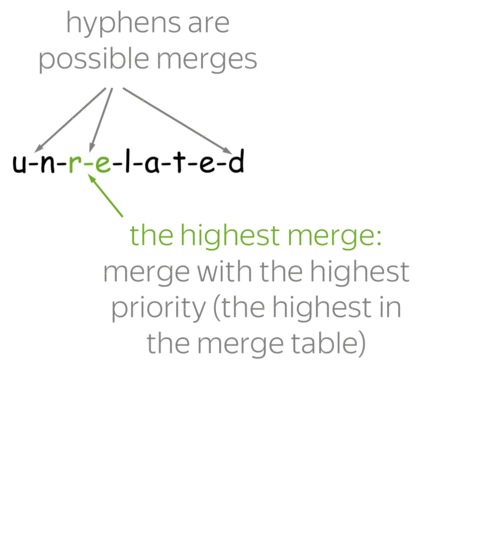 hyphens are
possible merges
u-n-r-e-l-a-t-e-d
the highest merge:
merge with the highest
priority (the highest in
the merge table)